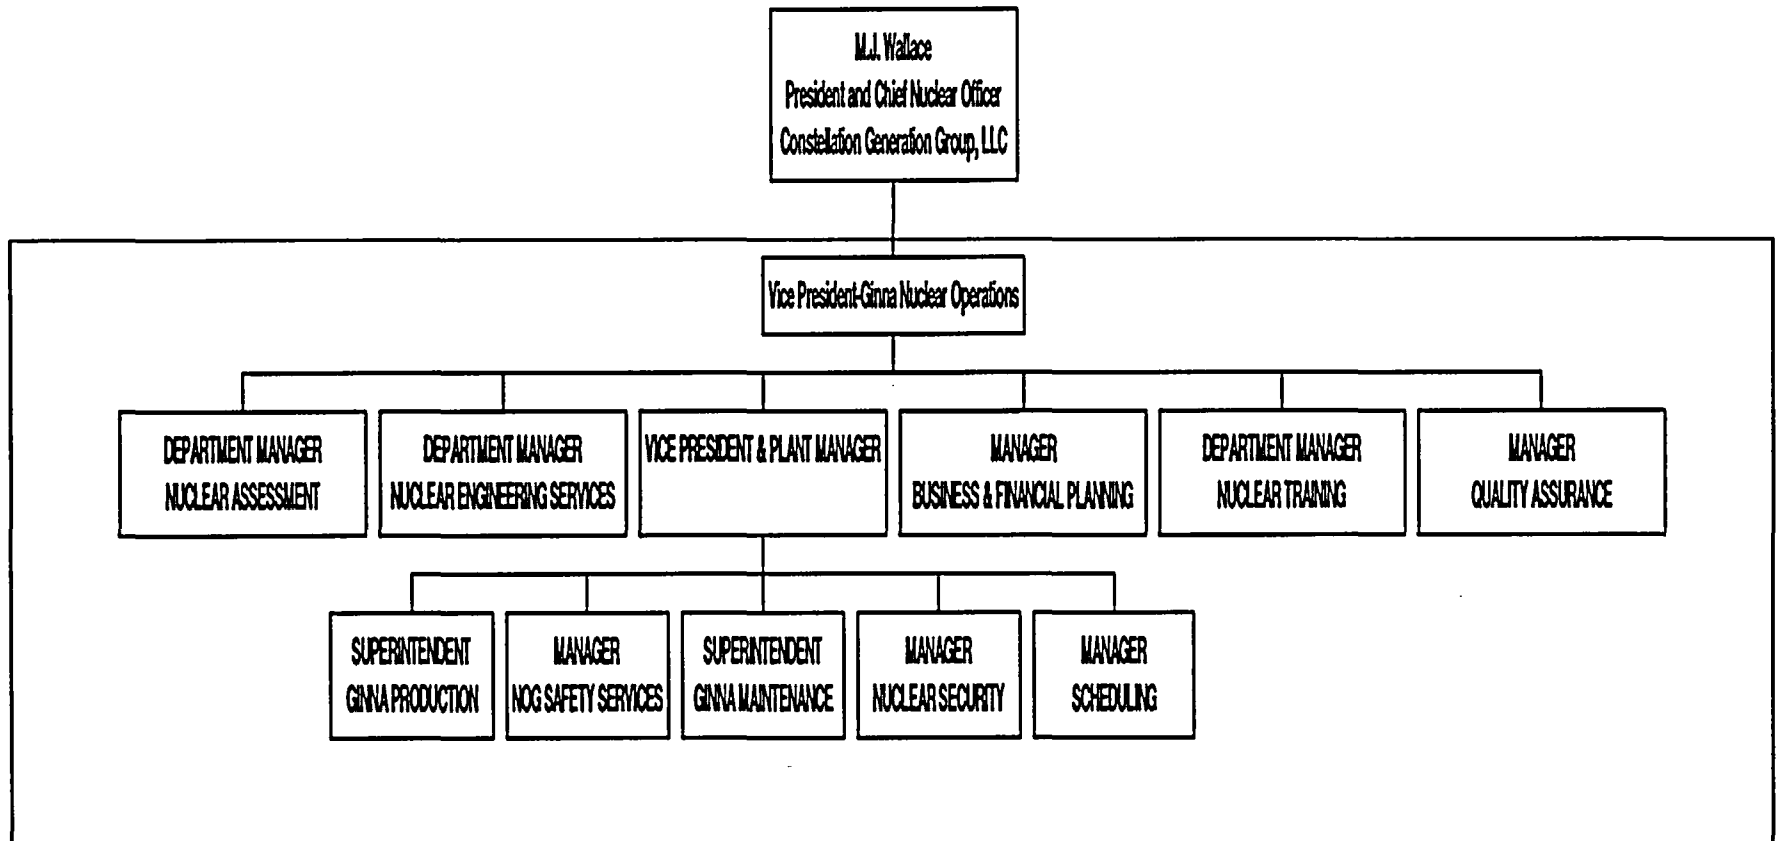 M.J. Wallace
President and Chief Nuclear Officer
Constellation Generation Group, LLC
Vice President-Ginna Nuclear Operations
DEPARTMENT MANAGER
NUCLEAR ASSESSMENT
DEPARTMENT MANAGER
NUCLEAR ENGINEERING SERVICES
VICE PRESIDENT & PLANT MANAGER
MANAGER
BUSINESS & FINANCIAL PLANNING
DEPARTMENT MANAGER
NUCLEAR TRAINING
MANAGER
QUALITY ASSURANCE
SUPERINTENDENT
GINNA PRODUCTION
MANAGER
NOG SAFETY SERVICES
SUPERINTENDENT
GINNA MAINTENANCE
MANAGER
NUCLEAR SECURITY
MANAGER
SCHEDULING